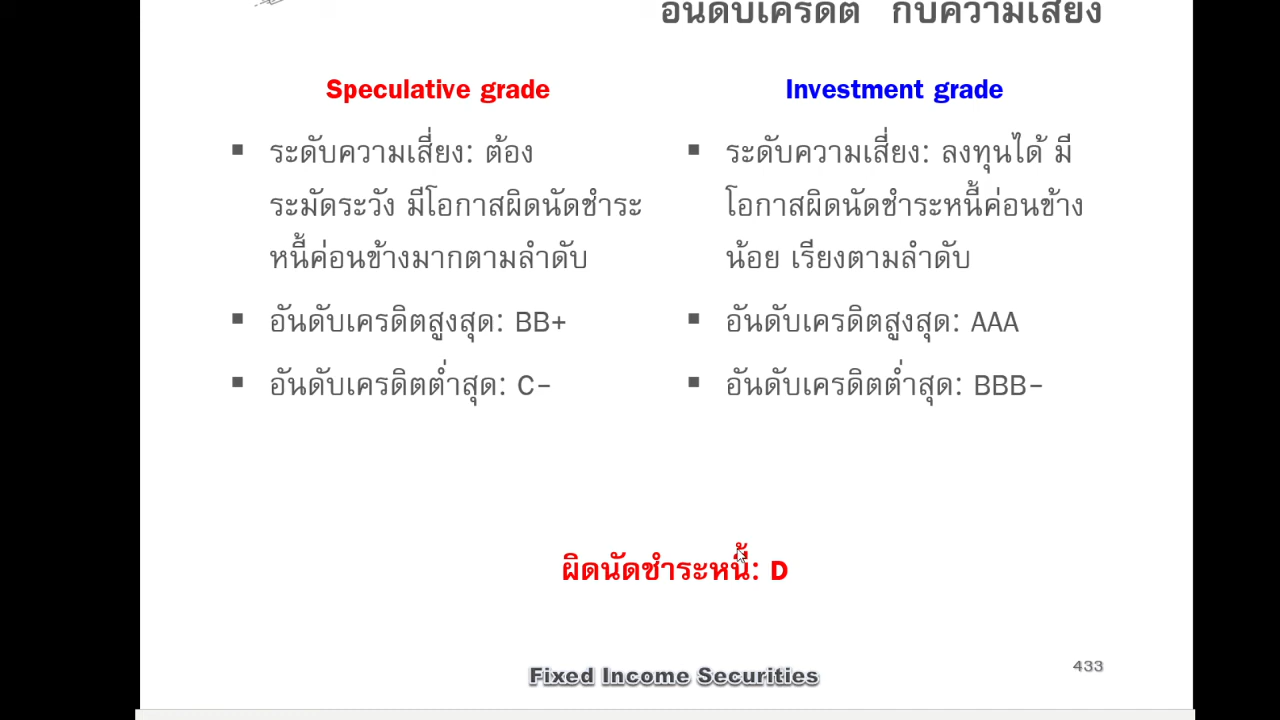 อันดับเครดิต กับความเสี่ยง
Speculative grade
▪ ระดับความเสี่ยง: ต้อง
ระมัดระวัง มีโอกาสผิดนัดชำระ
หนี้ค่อนข้างมากตามลำดับ
▪ อันดับเครดิตสูงสุด: BB+
▪ อันดับเครดิตต่ำสุด: C-
Investment grade
▪ ระดับความเสี่ยง: ลงทุนได้ มี
โอกาสผิดนัดชำระหนี้ค่อนข้าง
น้อย เรียงตามลำดับ
▪ อันดับเครดิตสูงสุด: AAA
▪ อันดับเครดิตต่ำสุด: BBB-
ผิดนัดชำระหนี้: D
Fixed Income Securities
433